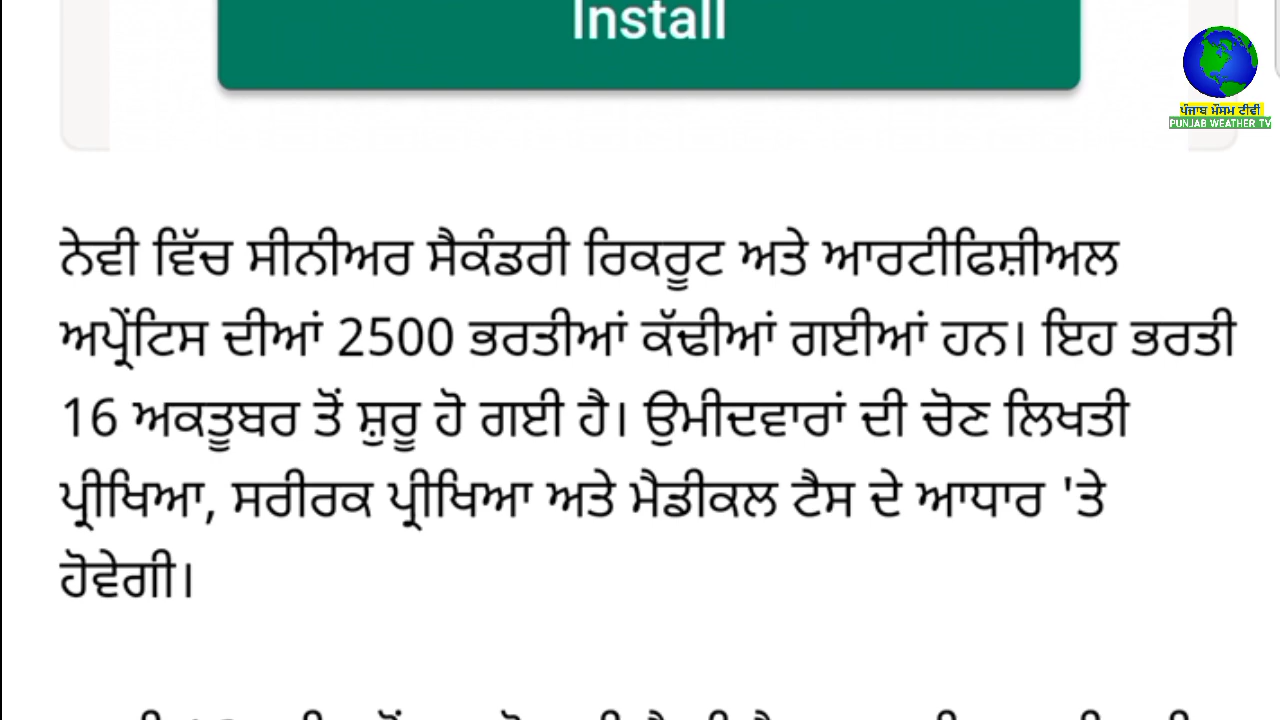 Install
ਪੰਜਾਬ ਮੌਸਮ ਟੀਵੀ
PUNJAB WEATHER TV
ਨੇਵੀ ਵਿੱਚ ਸੀਨੀਅਰ ਸੈਕੰਡਰੀ ਰਿਕਰੂਟ ਅਤੇ ਆਰਟੀਫਿਸ਼ੀਅਲ
ਅਪ੍ਰੇਂਟਿਸ ਦੀਆਂ 2500 ਭਰਤੀਆਂ ਕੱਢੀਆਂ ਗਈਆਂ ਹਨ। ਇਹ ਭਰਤੀ
16 ਅਕਤੂਬਰ ਤੋਂ ਸ਼ੁਰੂ ਹੋ ਗਈ ਹੈ। ਉਮੀਦਵਾਰਾਂ ਦੀ ਚੋਣ ਲਿਖਤੀ
ਪ੍ਰੀਖਿਆ, ਸਰੀਰਕ ਪ੍ਰੀਖਿਆ ਅਤੇ ਮੈਡੀਕਲ ਟੈਸ ਦੇ ਆਧਾਰ 'ਤੇ
ਹੋਵੇਗੀ।